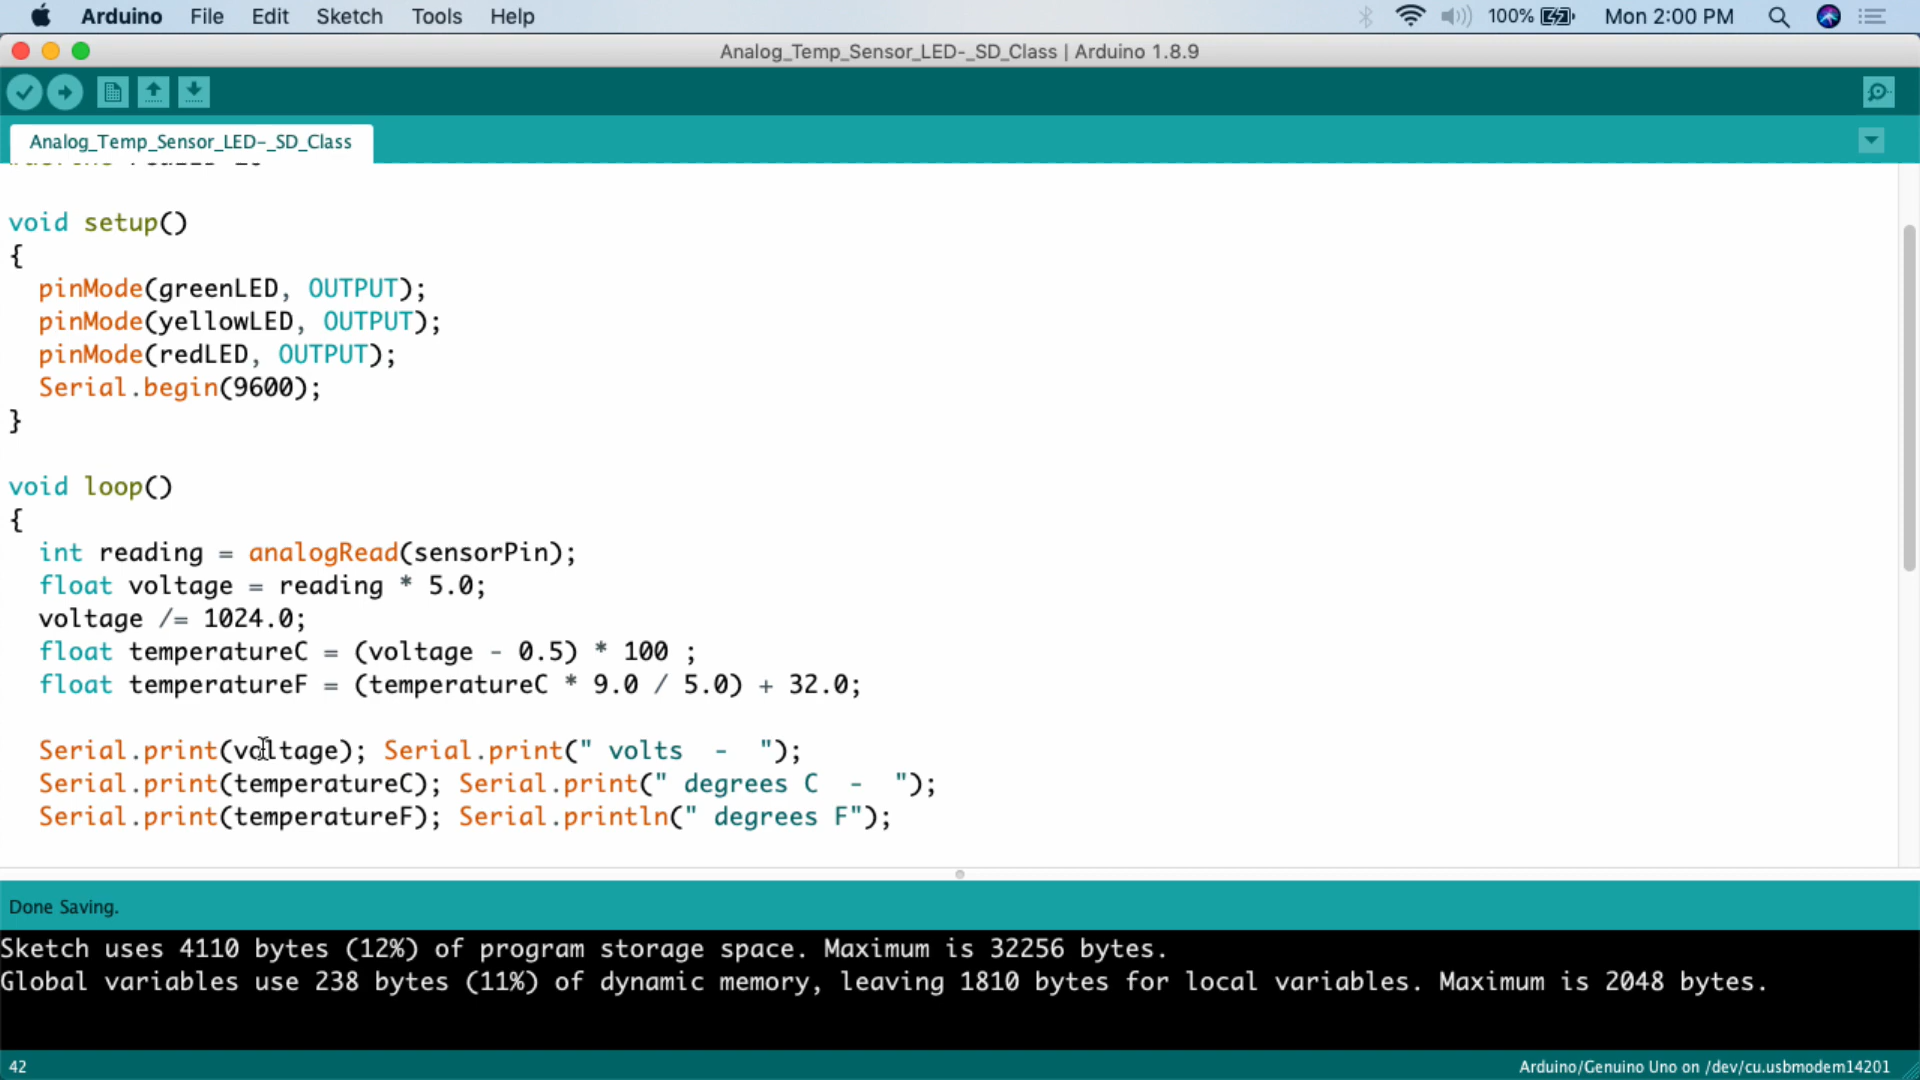 Arduino File Edit Sketch Tools Help 100% Mon 2:00 PM
Analog_Temp_Sensor_LED-_SD_Class | Arduino 1.8.9
Analog_Temp_Sensor_LED-_SD_Class
void setup()
{
pinMode(greenLED, OUTPUT);
pinMode(yellowLED, OUTPUT);
pinMode(redLED, OUTPUT);
Serial.begin(9600);
}
void loop()
{
int reading = analogRead(sensorPin);
float voltage = reading * 5.0;
voltage /= 1024.0;
float temperatureC = (voltage - 0.5) * 100 ;
float temperatureF = (temperatureC * 9.0 / 5.0) + 32.0;
Serial.print(voltage); Serial.print(" volts  -  ");
Serial.print(temperatureC); Serial.print(" degrees C  -  ");
Serial.print(temperatureF); Serial.println(" degrees F");
Done Saving.
Sketch uses 4110 bytes (12%) of program storage space. Maximum is 32256 bytes.
Global variables use 238 bytes (11%) of dynamic memory, leaving 1810 bytes for local variables. Maximum is 2048 bytes.
42 Arduino/Genuino Uno on /dev/cu.usbmodem14201